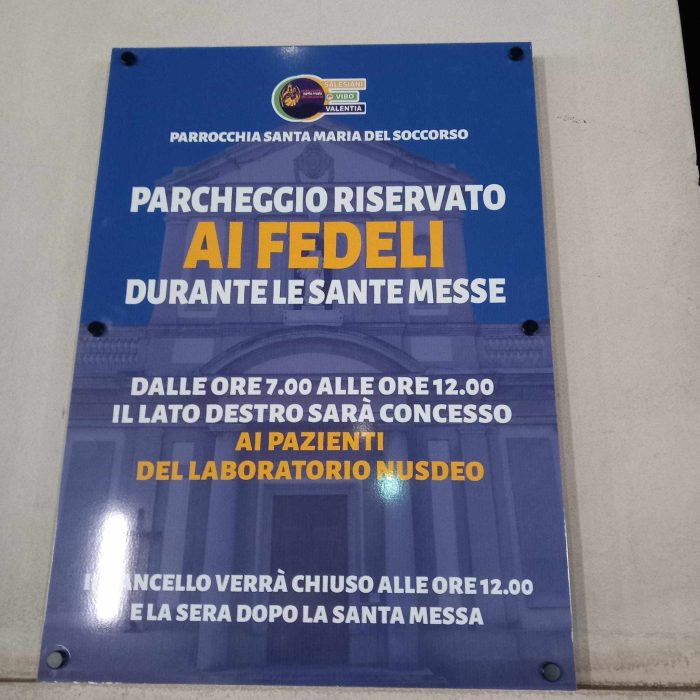 SALESIANI
VIBO
VALENTIA
PARROCCHIA SANTA MARIA DEL SOCCORSO
PARCHEGGIO RISERVATO
AI FEDELI
DURANTE LE SANTE MESSE
DALLE ORE 7.00 ALLE ORE 12.00
IL LATO DESTRO SARÀ CONCESSO
AI PAZIENTI
DEL LABORATORIO NUSDEO
IL CANCELLO VERRÀ CHIUSO ALLE ORE 12.00
E LA SERA DOPO LA SANTA MESSA